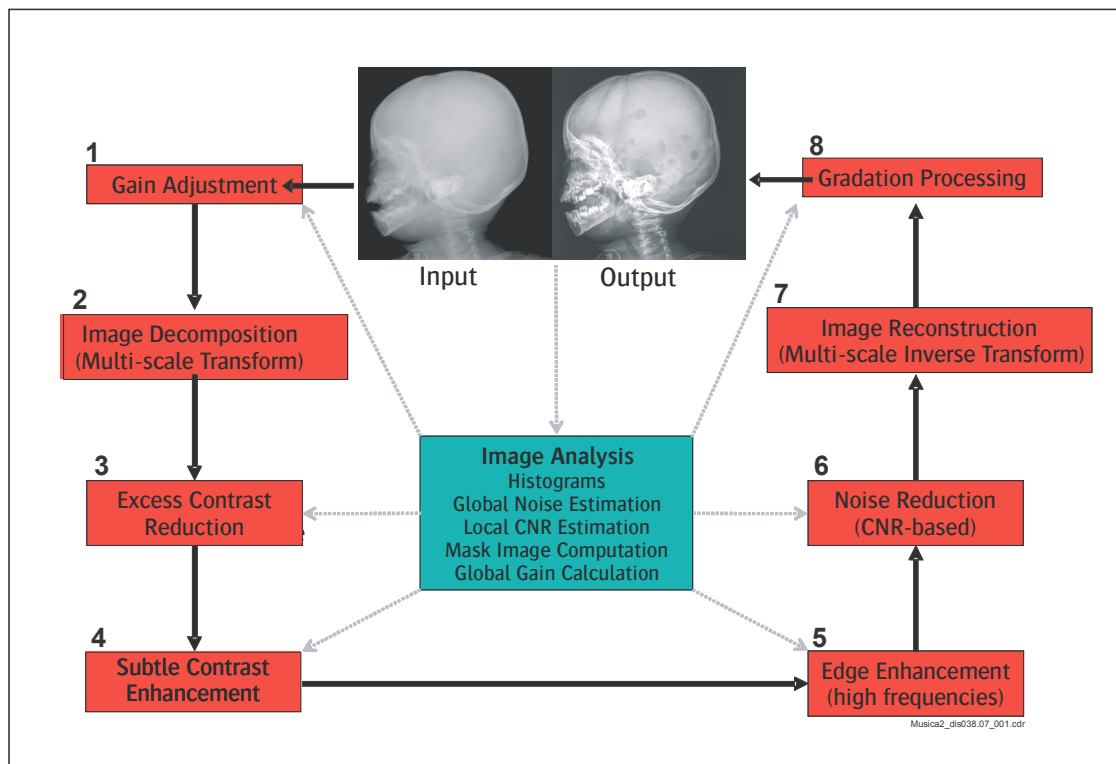 1
Gain Adjustment
Input
Output
8
Gradation Processing
2
Image Decomposition
(Multi-scale Transform)
7
Image Reconstruction
(Multi-scale Inverse Transform)
3
Excess Contrast
Reduction
Image Analysis
Histograms
Global Noise Estimation
Local CNR Estimation
Mask Image Computation
Global Gain Calculation
6
Noise Reduction
(CNR-based)
4
Subtle Contrast
Enhancement
5
Edge Enhancement
(high frequencies)
Musica2_dis038.07_001.cdr